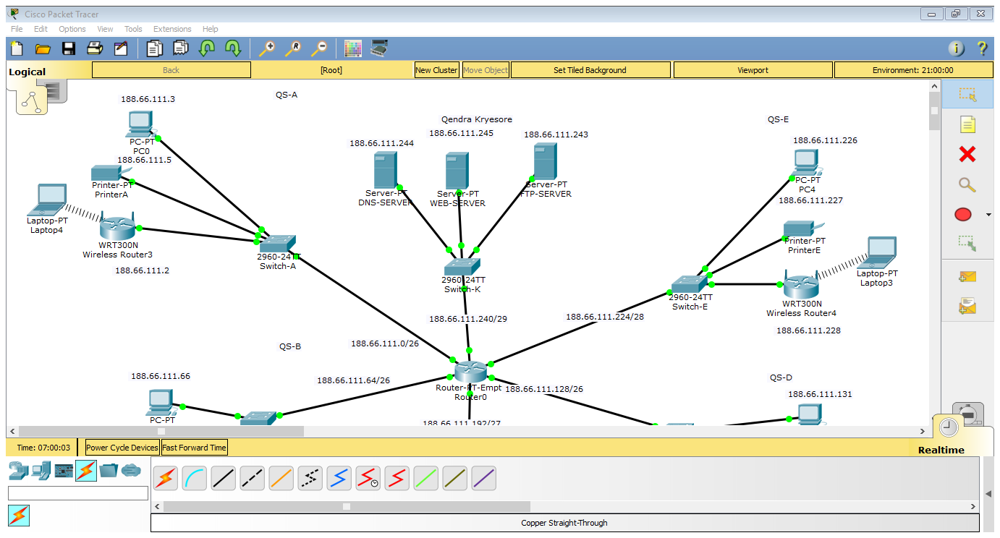 Cisco Packet Tracer
File Edit Options View Tools Extensions Help
Logical
Back
[Root]
New Cluster
Move Object
Set Tiled Background
Viewport
Environment: 21:00:00
QS-A
188.66.111.3
PC-PT
PC0
188.66.111.5
Printer-PT
PrinterA
Laptop-PT
Laptop4
WRT300N
Wireless Router3
188.66.111.2
2960-24TT
Switch-A
Qendra Kryesore
188.66.111.245
188.66.111.244
188.66.111.243
Server-PT
DNS-SERVER
Server-PT
WEB-SERVER
Server-PT
FTP-SERVER
2960-24TT
Switch-K
188.66.111.240/29
QS-E
188.66.111.226
PC-PT
PC4
188.66.111.227
Printer-PT
PrinterE
Laptop-PT
Laptop3
2960-24TT
Switch-E
WRT300N
Wireless Router4
188.66.111.228
188.66.111.224/28
188.66.111.0/26
QS-B
188.66.111.66
188.66.111.64/26
PC-PT
Router-PT-Empt
Router0
188.66.111.128/26
188.66.111.192/27
QS-D
188.66.111.131
Time: 07:00:03
Power Cycle Devices
Fast Forward Time
Realtime
Copper Straight-Through